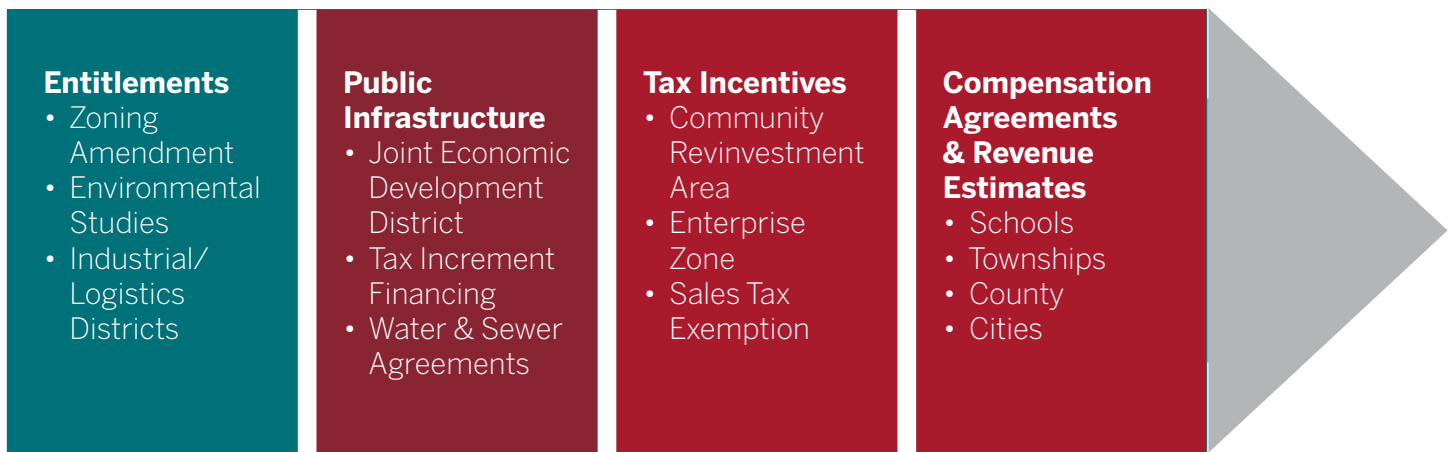 Entitlements
• Zoning
Amendment
• Environmental
Studies
• Industrial/
Logistics
Districts
Public
Infrastructure
• Joint Economic
Development
District
• Tax Increment
Financing
• Water & Sewer
Agreements
Tax Incentives
• Community
Revinvestment
Area
• Enterprise
Zone
• Sales Tax
Exemption
Compensation
Agreements
& Revenue
Estimates
• Schools
• Townships
• County
• Cities